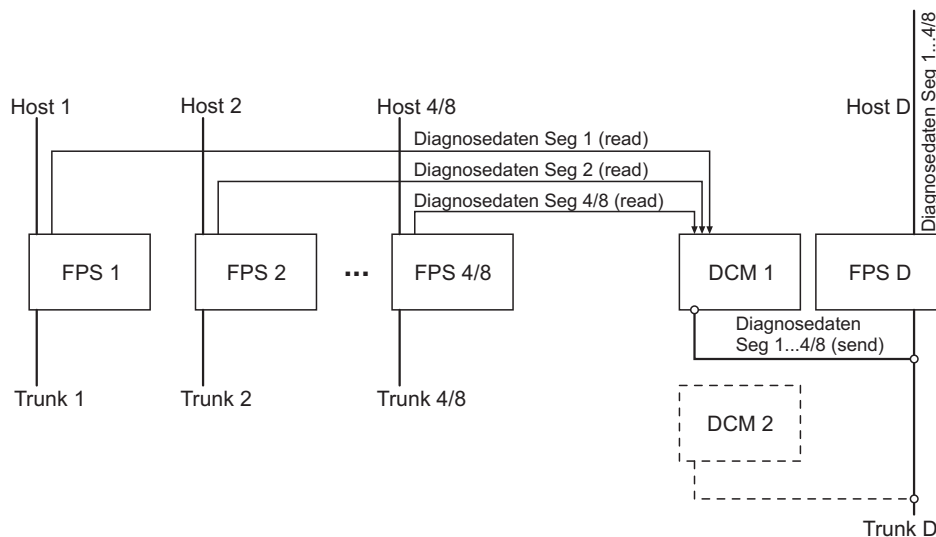 Diagnosedaten Seg 1...4/8
Host 1
Host 2
Host 4/8
Host D
Diagnosedaten Seg 1 (read)
Diagnosedaten Seg 2 (read)
Diagnosedaten Seg 4/8 (read)
FPS 1
FPS 2
...
FPS 4/8
DCM 1
FPS D
Diagnosedaten
Seg 1...4/8 (send)
Trunk 1
Trunk 2
Trunk 4/8
DCM 2
Trunk D